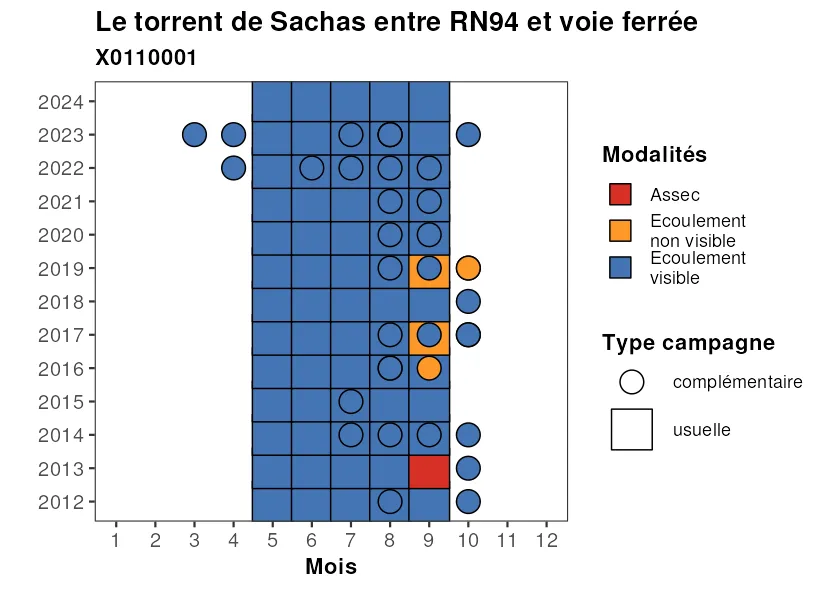 Le torrent de Sachas entre RN94 et voie ferrée
X0110001
2024
2023
2022
2021
2020
2019
2018
2017
2016
2015
2014
2013
2012
1 2 3 4 5 6 7 8 9 10 11 12
Mois
Modalités
Assec
Ecoulement
non visible
Ecoulement
visible
Type campagne
complémentaire
usuelle